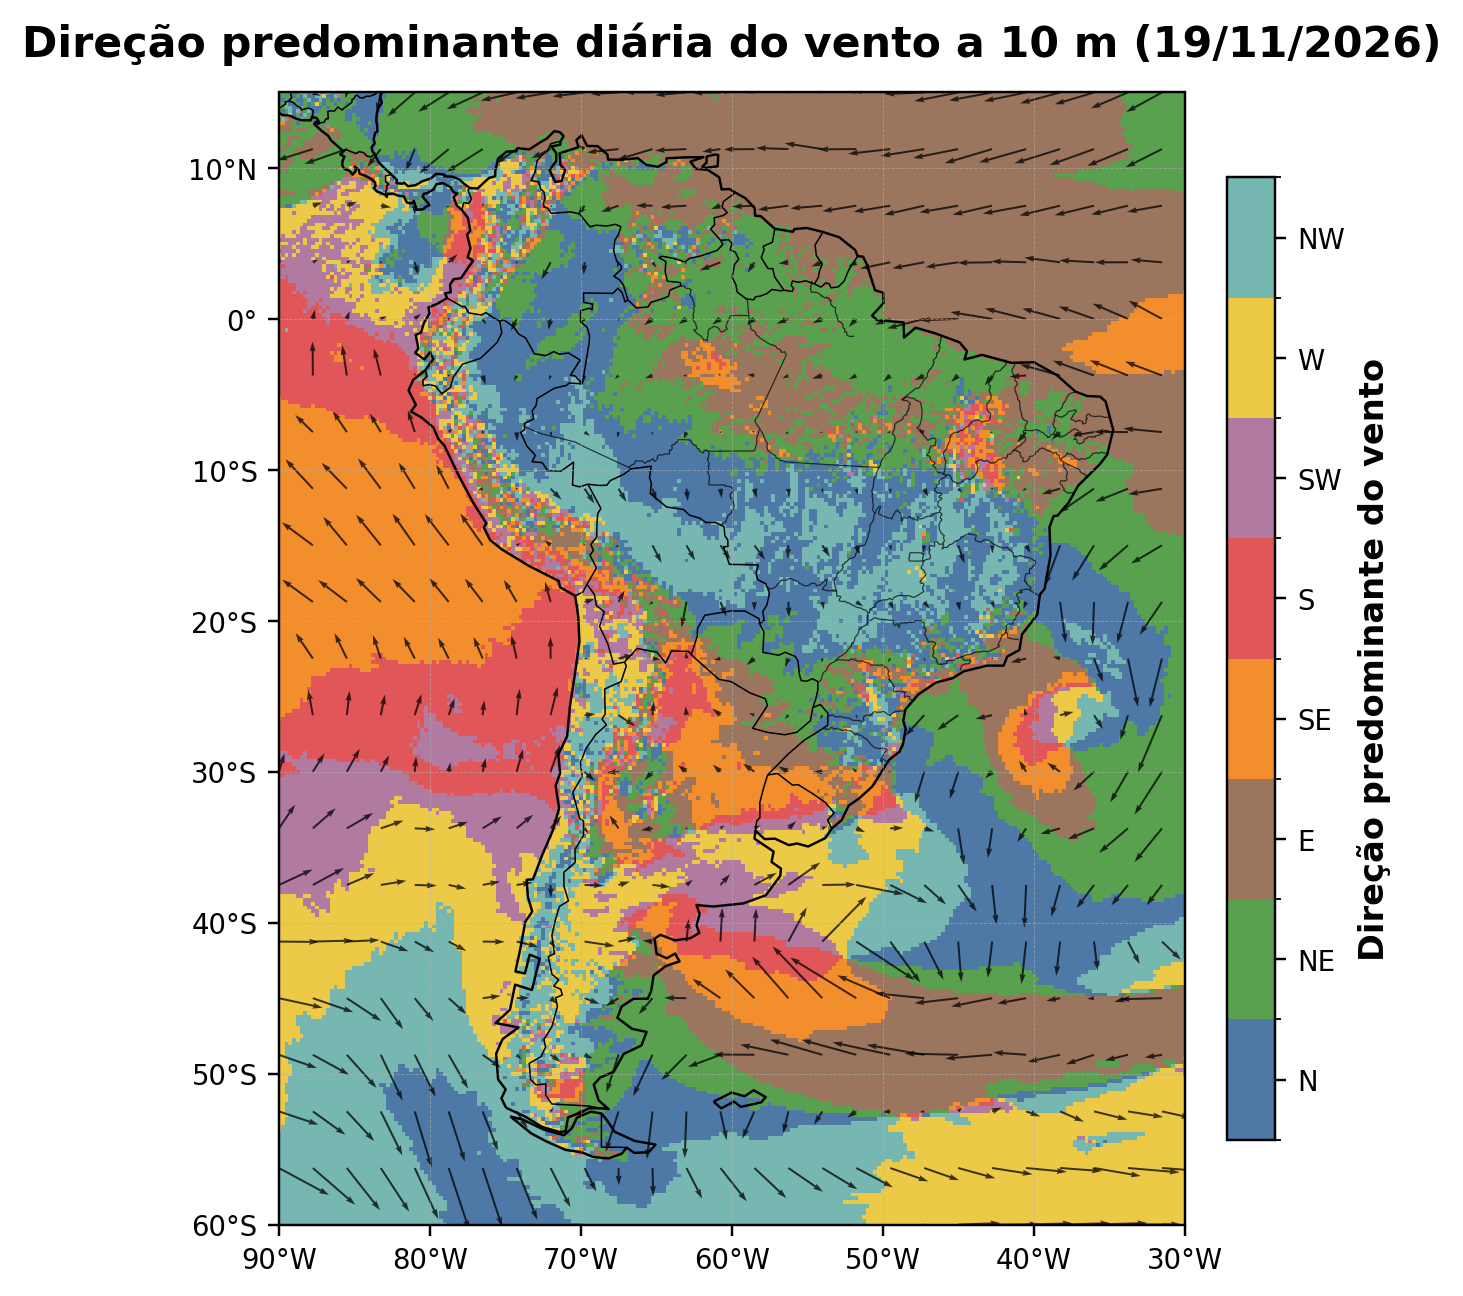 Direção predominante diária do vento a 10 m (19/11/2026)
10°N
0°
10°S
20°S
30°S
40°S
50°S
60°S
90°W 80°W 70°W 60°W 50°W 40°W 30°W
NW
W
SW
S
SE
E
NE
N
Direção predominante do vento